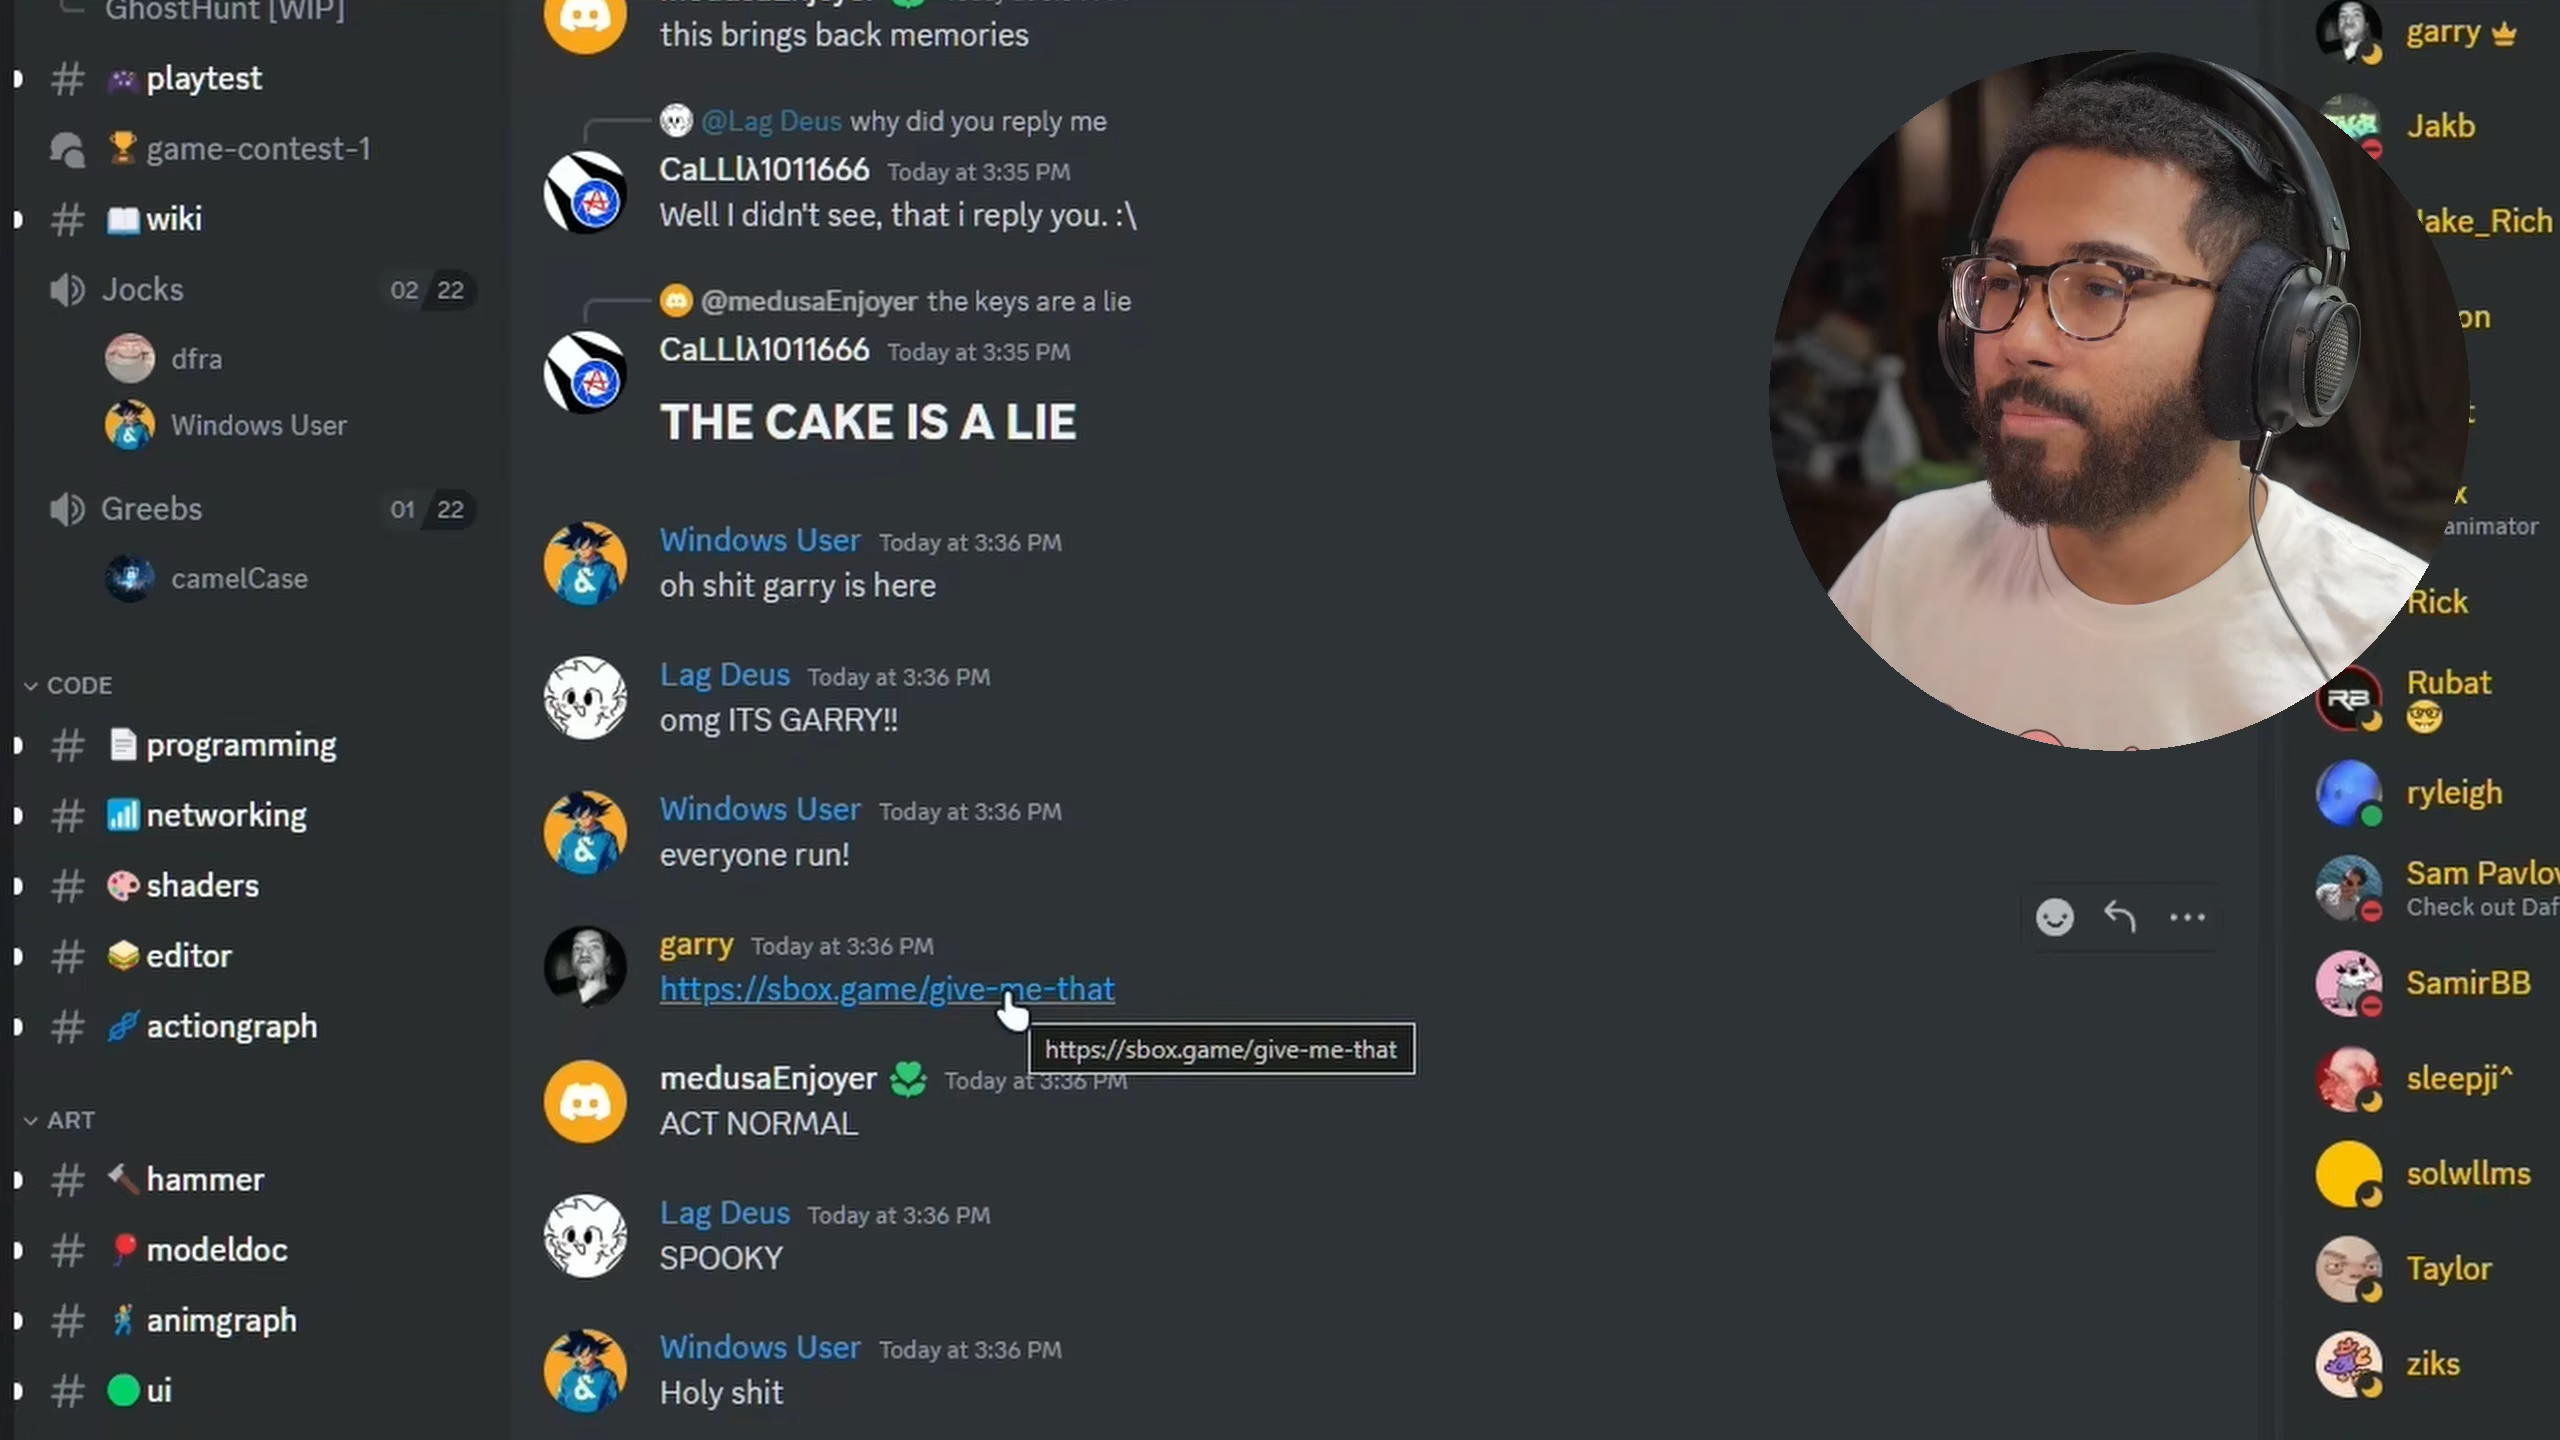 GhostHunt [WIP]
playtest
game-contest-1
wiki
Jocks
02 22
dfra
Windows User
Greebs
01 22
camelCase
CODE
programming
networking
shaders
editor
actiongraph
ART
hammer
modeldoc
animgraph
ui
this brings back memories
@Lag Deus why did you reply me
CaLLlλ1011666 Today at 3:35 PM
Well I didn't see, that i reply you. :\
@medusaEnjoyer the keys are a lie
CaLLlλ1011666 Today at 3:35 PM
THE CAKE IS A LIE
Windows User Today at 3:36 PM
oh shit garry is here
Lag Deus Today at 3:36 PM
omg ITS GARRY!!
Windows User Today at 3:36 PM
everyone run!
garry Today at 3:36 PM
https://sbox.game/give-me-that
https://sbox.game/give-me-that
medusaEnjoyer Today at 3:36 PM
ACT NORMAL
Lag Deus Today at 3:36 PM
SPOOKY
Windows User Today at 3:36 PM
Holy shit
garry
Jakb
animator
Rick
RB
Rubat
ryleigh
Sam Pavlov
Check out Daf
SamirBB
sleepji^
solwllms
Taylor
ziks